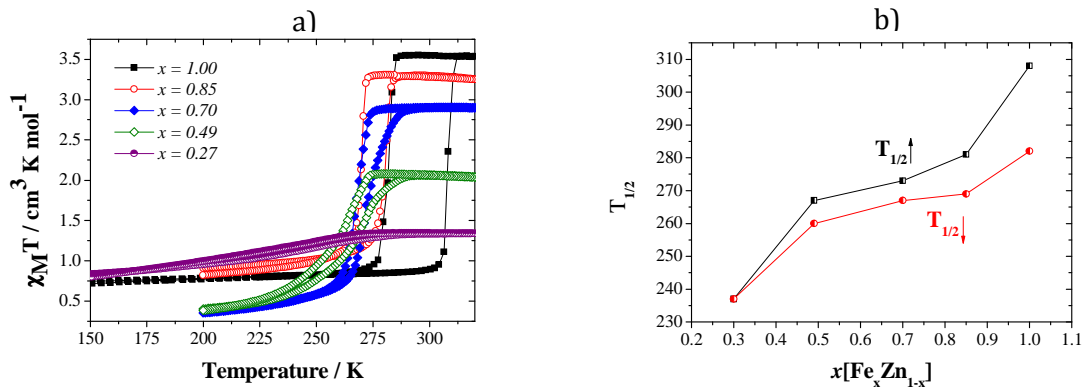 a)
χMT / cm³ K mol⁻¹
3.5
3.0
2.5
2.0
1.5
1.0
0.5
x = 1.00
x = 0.85
x = 0.70
x = 0.49
x = 0.27
150 175 200 225 250 275 300
Temperature / K
b)
T1/2
310
300
290
280
270
260
250
240
230
T1/2
T1/2
0.2 0.3 0.4 0.5 0.6 0.7 0.8 0.9 1.0 1.1
x[FexZn1-x]